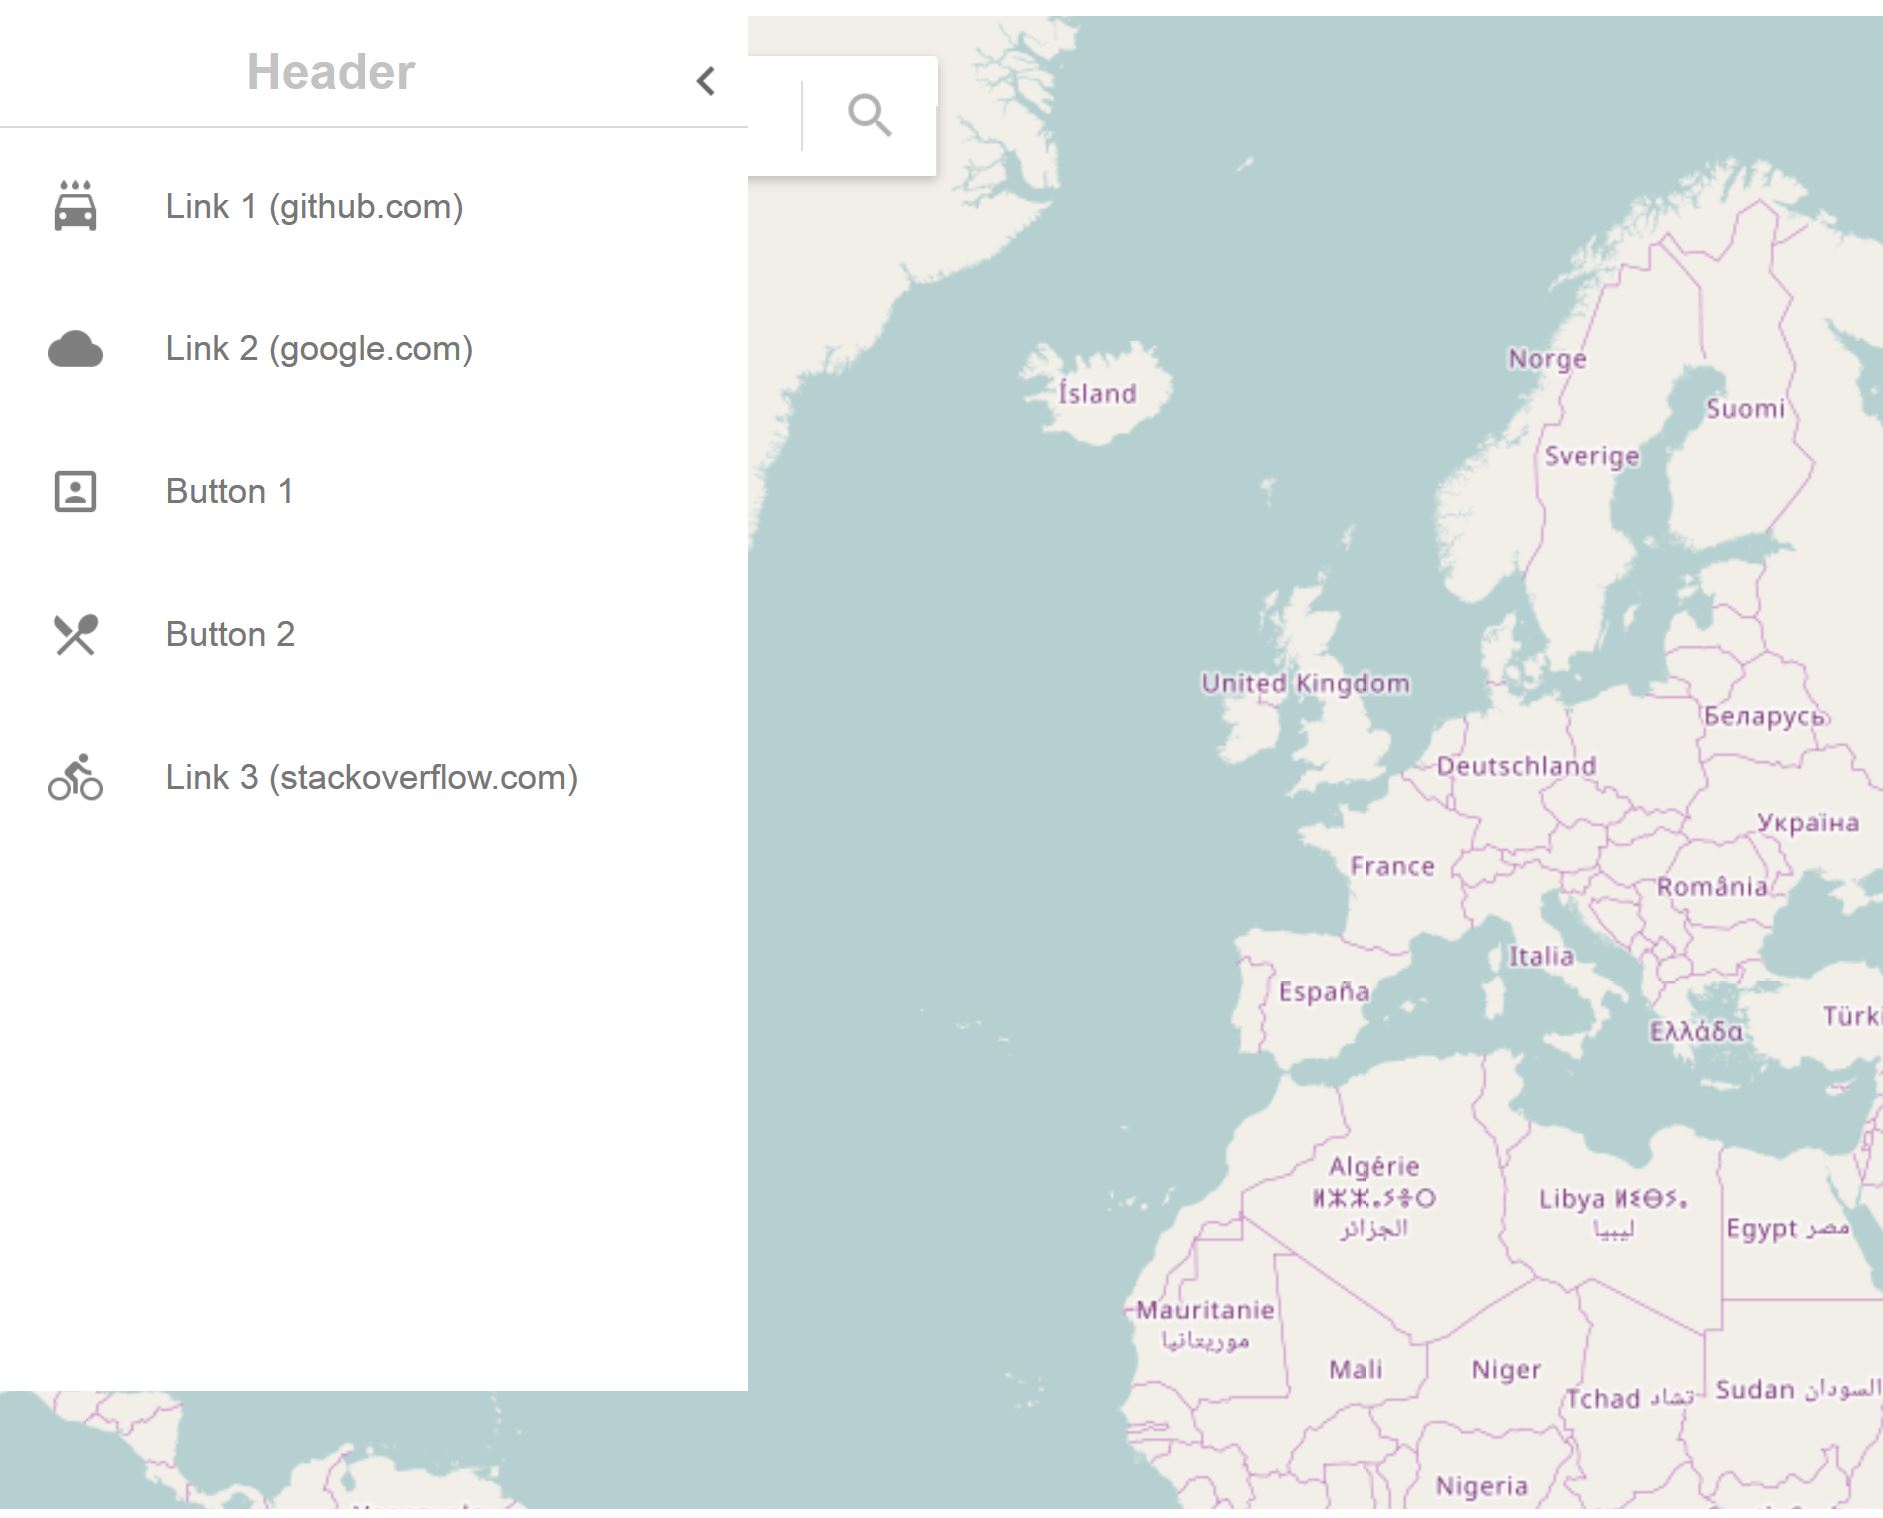 Header
Link 1 (github.com)
Link 2 (google.com)
Button 1
Button 2
Link 3 (stackoverflow.com)
Norge
Ísland
Suomi
Sverige
United Kingdom
Беларусь
Deutschland
Україна
France
România
Italia
España
Türki
Ελλάδα
Algérie
ⵍⵣⵣⴰⵢⴻⵔ
الجزائر
Libya ⵍⵉⴱⵢⴰ
ليبيا
Egypt مصر
Mauritanie
موريتانيا
Mali
Niger
Tchad تشاد
Sudan السودان
Nigeria